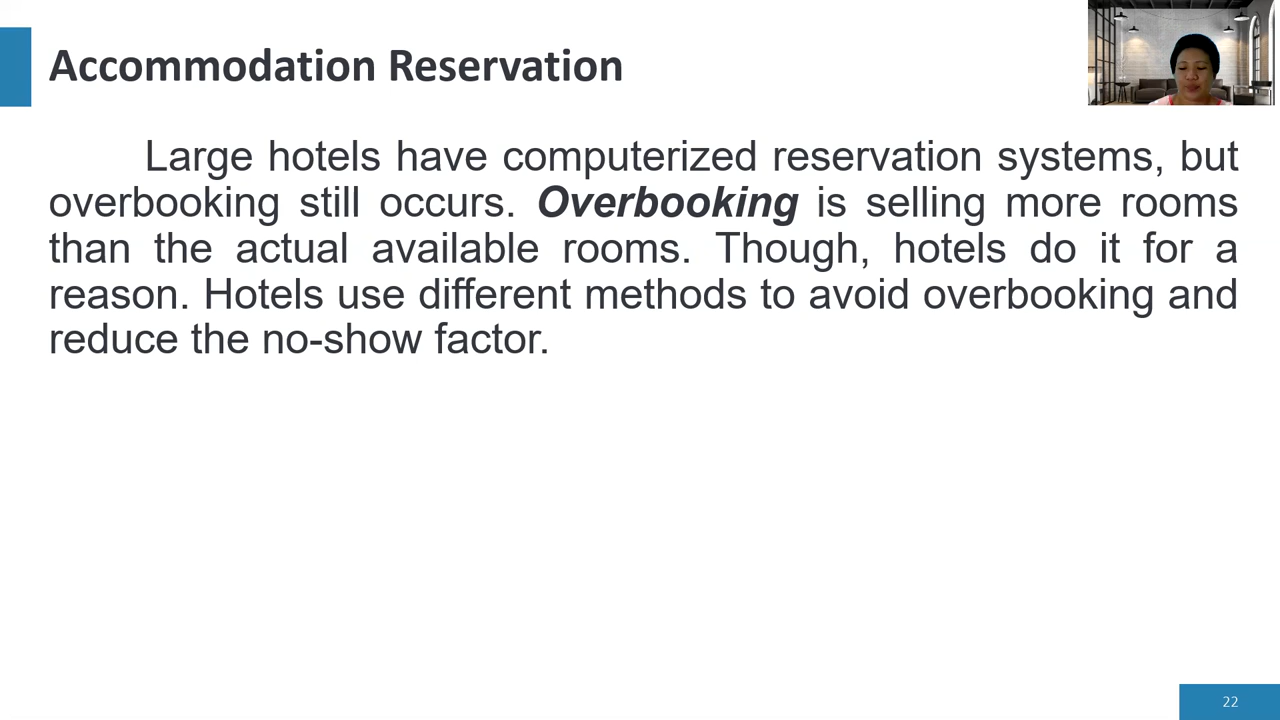 Accommodation Reservation
Large hotels have computerized reservation systems, but
overbooking still occurs. Overbooking is selling more rooms
than the actual available rooms. Though, hotels do it for a
reason. Hotels use different methods to avoid overbooking and
reduce the no-show factor.
22